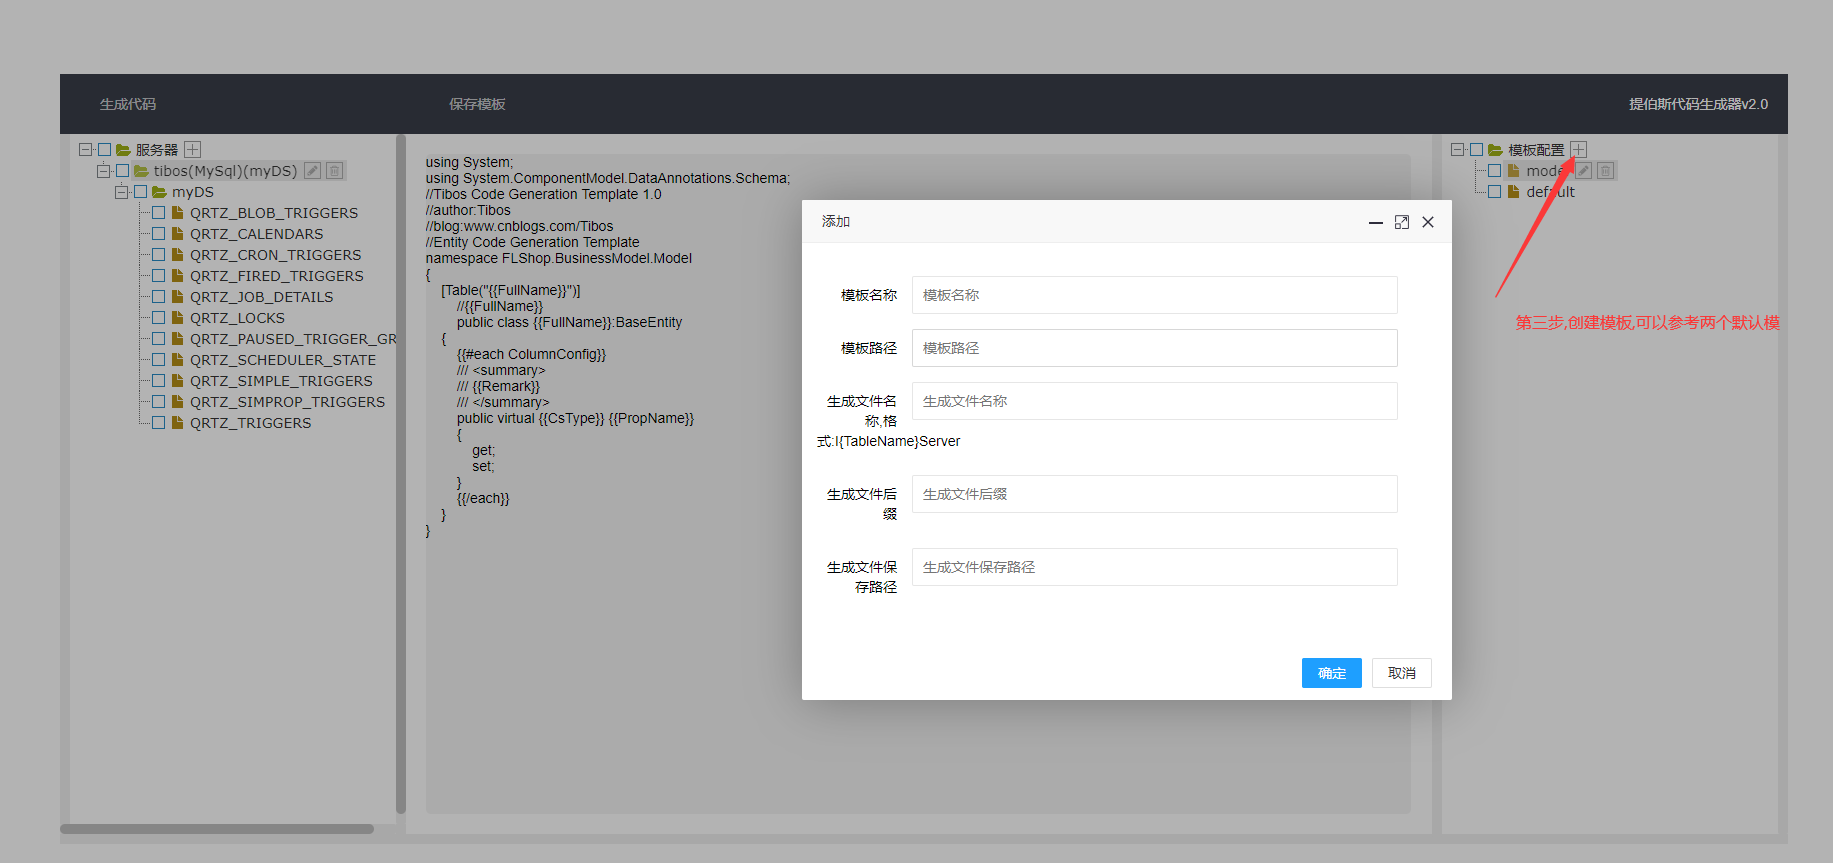 生成代码
保存模板
提伯斯代码生成器v2.0
服务器
tibos(MySql)(myDS)
myDS
QRTZ_BLOB_TRIGGERS
QRTZ_CALENDARS
QRTZ_CRON_TRIGGERS
QRTZ_FIRED_TRIGGERS
QRTZ_JOB_DETAILS
QRTZ_LOCKS
QRTZ_PAUSED_TRIGGER_GR
QRTZ_SCHEDULER_STATE
QRTZ_SIMPLE_TRIGGERS
QRTZ_SIMPROP_TRIGGERS
QRTZ_TRIGGERS
using System;
using System.ComponentModel.DataAnnotations.Schema;
//Tibos Code Generation Template 1.0
//author:Tibos
//blog:www.cnblogs.com/Tibos
//Entity Code Generation Template
namespace FLShop.BusinessModel.Model
{
[Table("{{FullName}}")]
//{{FullName}}
public class {{FullName}}:BaseEntity
{
{{#each ColumnConfig}}
/// <summary>
/// {{Remark}}
/// </summary>
public virtual {{CsType}} {{PropName}}
{
get;
set;
}
{{/each}}
}
}
添加
模板名称
模板名称
模板路径
模板路径
生成文件名
称,格
式:I{TableName}Server
生成文件名称
生成文件后
缀
生成文件后缀
生成文件保
存路径
生成文件保存路径
确定
取消
模板配置
mode
default
第三步,创建模板,可以参考两个默认模